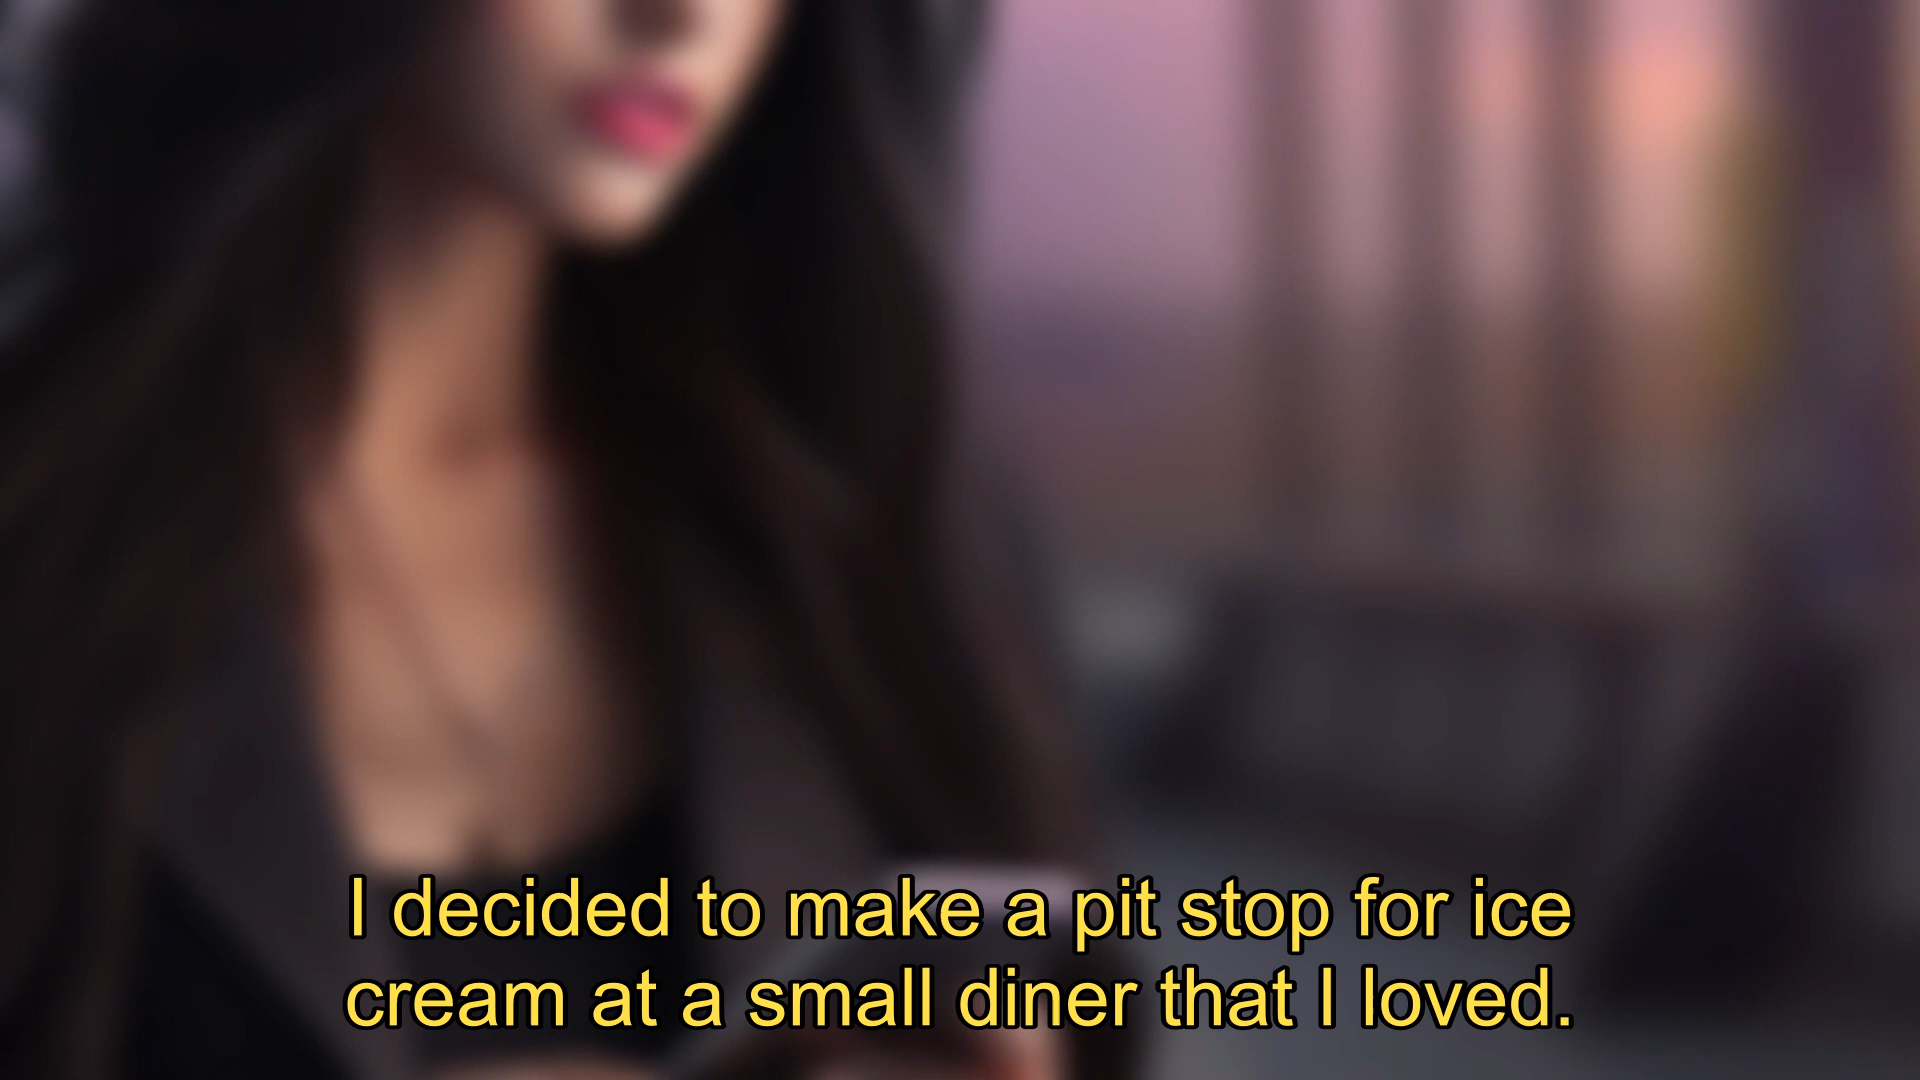 I decided to make a pit stop for ice
cream at a small diner that I loved.